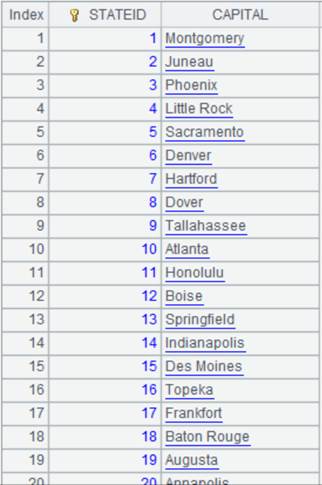 Index STATEID CAPITAL
1 1 Montgomery
2 2 Juneau
3 3 Phoenix
4 4 Little Rock
5 5 Sacramento
6 6 Denver
7 7 Hartford
8 8 Dover
9 9 Tallahassee
10 10 Atlanta
11 11 Honolulu
12 12 Boise
13 13 Springfield
14 14 Indianapolis
15 15 Des Moines
16 16 Topeka
17 17 Frankfort
18 18 Baton Rouge
19 19 Augusta
20 20 Annapolis